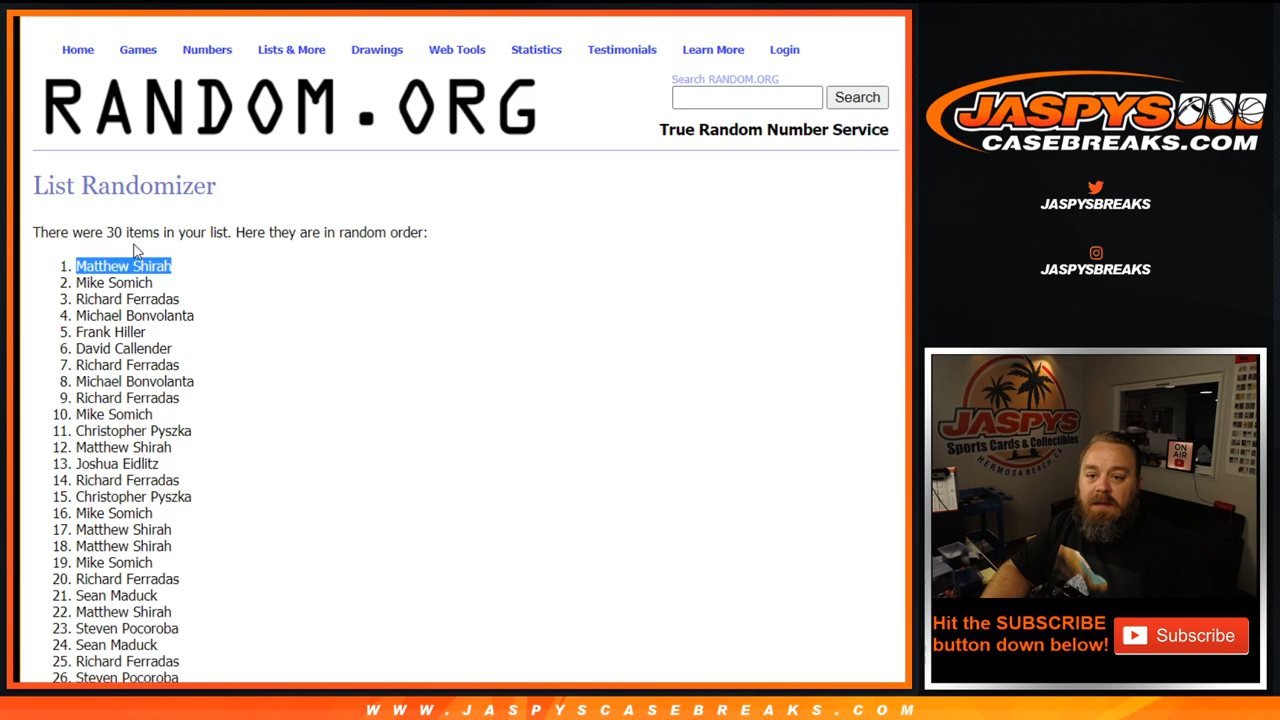 Home Games Numbers Lists & More Drawings Web Tools Statistics Testimonials Learn More Login
RANDOM.ORG
Search RANDOM.ORG
Search
True Random Number Service
List Randomizer
There were 30 items in your list. Here they are in random order:
1. Matthew Shirah
2. Mike Somich
3. Richard Ferradas
4. Michael Bonvolanta
5. Frank Hiller
6. David Callender
7. Richard Ferradas
8. Michael Bonvolanta
9. Richard Ferradas
10. Mike Somich
11. Christopher Pyszka
12. Matthew Shirah
13. Joshua Eidlitz
14. Richard Ferradas
15. Christopher Pyszka
16. Mike Somich
17. Matthew Shirah
18. Matthew Shirah
19. Mike Somich
20. Richard Ferradas
21. Sean Maduck
22. Matthew Shirah
23. Steven Pocoroba
24. Sean Maduck
25. Richard Ferradas
26. Steven Pocoroba
JASPYS
CASEBREAKS.COM
JASPYSBREAKS
JASPYSBREAKS
JASPYS
Sports Cards & Collectibles
HERMOSA BEACH, CA
ON
AIR
Hit the SUBSCRIBE
button down below!
Subscribe
WWW.JASPYSCASEBREAKS.COM